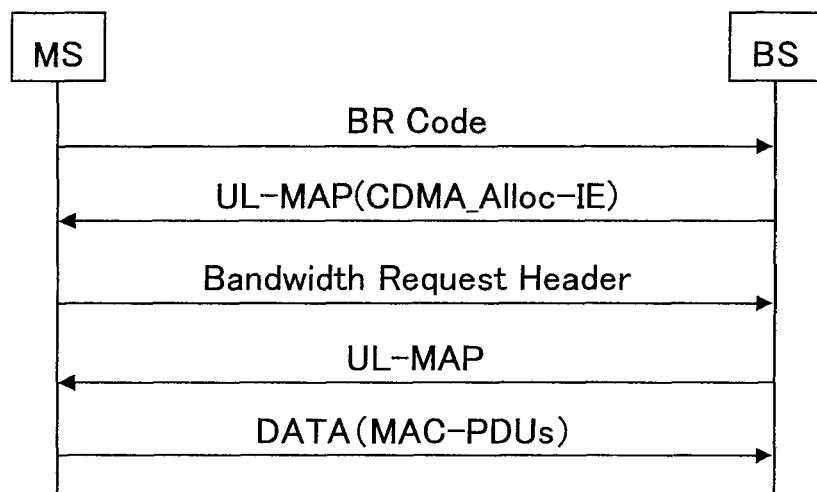 MS
BS
BR Code
UL-MAP(CDMA_Alloc-IE)
Bandwidth Request Header
UL-MAP
DATA(MAC-PDUs)